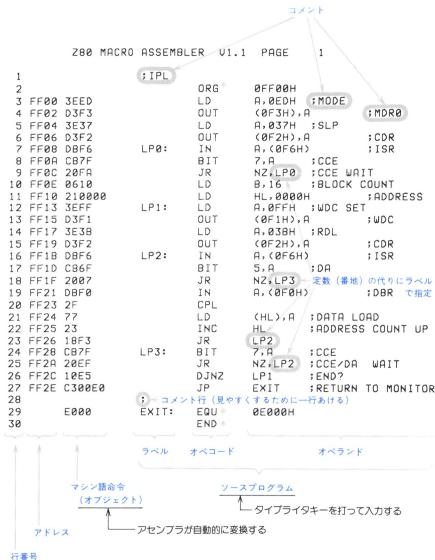 コメント
Z80 MACRO ASSEMBLER V1.1 PAGE 1
1 ;IPL
2 ORG 0FF00H
3 FF00 3EED LD A,0EDH ;MODE
4 FF02 D3F3 OUT (0F3H),A ;MDR0
5 FF04 3E37 LD A,037H ;SLP
6 FF06 D3F2 OUT (0F2H),A ;CDR
7 FF08 DBF6 LP0: IN A,(0F6H) ;ISR
8 FF0A CB7F BIT 7,A ;CCE
9 FF0C 20FA JR NZ,LP0 ;CCE WAIT
10 FF0E 0610 LD B,16 ;BLOCK COUNT
11 FF10 210000 LD HL,0000H ;ADDRESS
12 FF13 3EFF LP1: LD A,0FFH ;WDC SET
13 FF15 D3F1 OUT (0F1H),A ;WDC
14 FF17 3E3B LD A,03BH ;RDL
15 FF19 D3F2 OUT (0F2H),A ;CDR
16 FF1B DBF6 LP2: IN A,(0F6H) ;ISR
17 FF1D CB6F BIT 5,A ;DA
18 FF1F 2007 JR NZ,LP3 定数（番地）の代りにラベル
19 FF21 DBF0 IN A,(0F0H) ;DBR で指定
20 FF23 2F CPL
21 FF24 77 LD (HL),A ;DATA LOAD
22 FF25 23 INC HL ;ADDRESS COUNT UP
23 FF26 18F3 JR LP2
24 FF28 CB7F LP3: BIT 7,A ;CCE
25 FF2A 20EF JR NZ,LP2 ;CCE/DA WAIT
26 FF2C 10E5 DJNZ LP1 ;END?
27 FF2E C300E0 JP EXIT ;RETURN TO MONITOR
28 ; コメント行（見やすくするために一行あける）
29 E000 EXIT: EQU 0E000H
30 END
ラベル オペコード オペランド
マシン語命令
（オブジェクト）
ソースプログラム
タイプライタキーを打って入力する
アドレス
アセンブラが自動的に変換する
行番号